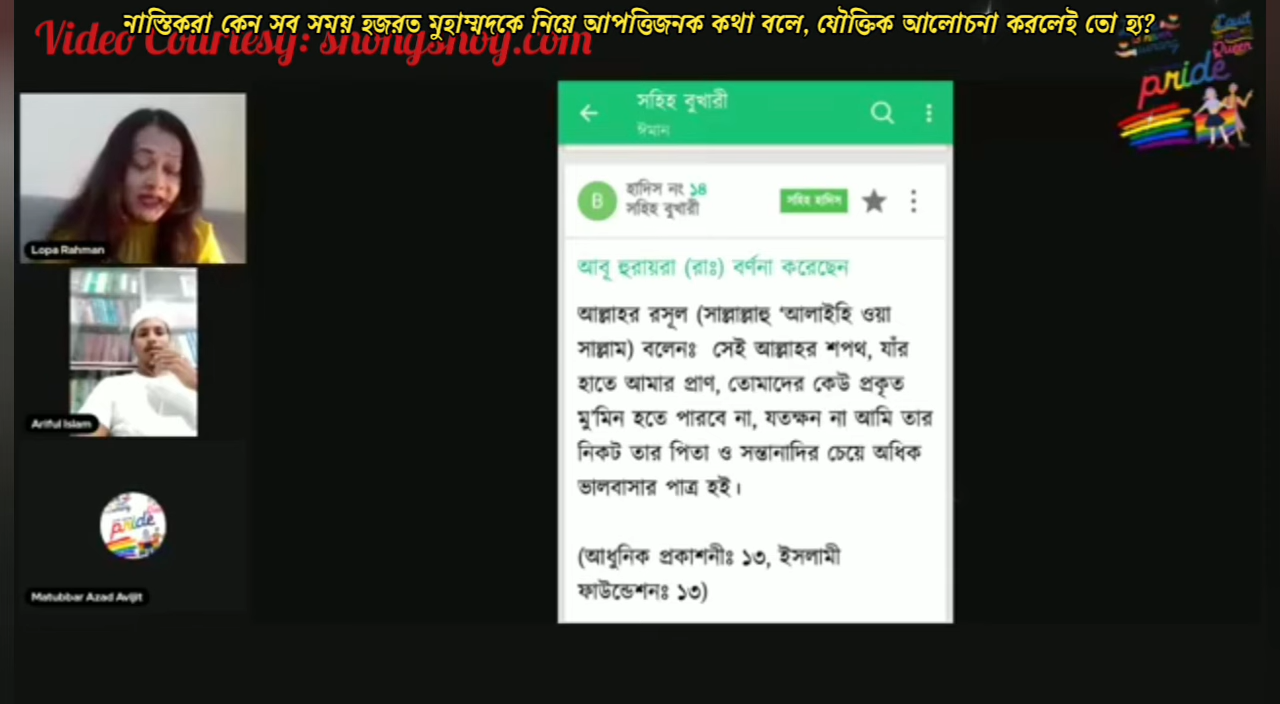 নাস্তিকরা কেন সব সময় হজরত মুহাম্মদকে নিয়ে আপত্তিজনক কথা বলে, যৌক্তিক আলোচনা করলেই তো হ্য?
Video Courtesy: shongshoy.com
pride
Queen
সহিহ বুখারী
ঈমান
B
হাদিস নং ১৪
সহিহ বুখারী
সহিহ হাদিস
আবূ হুরায়রা (রাঃ) বর্ণনা করেছেন
আল্লাহর রসূল (সাল্লাল্লাহু ‘আলাইহি ওয়া
সাল্লাম) বলেনঃ সেই আল্লাহর শপথ, যাঁর
হাতে আমার প্রাণ, তোমাদের কেউ প্রকৃত
মু’মিন হতে পারবে না, যতক্ষন না আমি তার
নিকট তার পিতা ও সন্তানাদির চেয়ে অধিক
ভালবাসার পাত্র হই।
(আধুনিক প্রকাশনীঃ ১৩, ইসলামী
ফাউন্ডেশনঃ ১৩)
Lopa Rahman
Ariful Islam
pride
Matubbar Azad Avijit